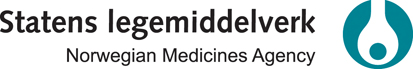 Statens legemiddelverk
Norwegian Medicines Agency